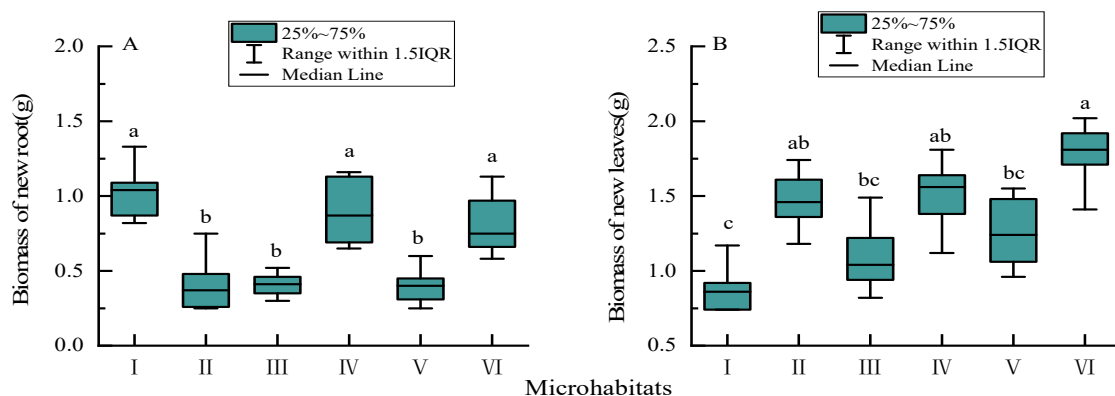 A
25%~75%
Range within 1.5IQR
Median Line
Biomass of new root(g)
2.0
1.5
1.0
0.5
0.0
a
b
b
a
b
a
I
II
III
IV
V
VI
B
25%~75%
Range within 1.5IQR
Median Line
Biomass of new leaves(g)
2.5
2.0
1.5
1.0
0.5
c
ab
bc
ab
bc
a
I
II
III
IV
V
VI
Microhabitats